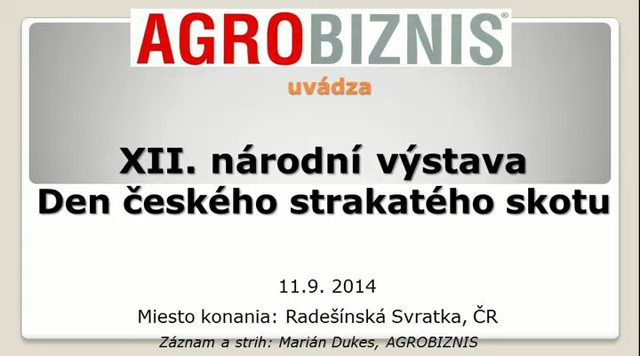 AGROBIZNIS®
uvádza
XII. národní výstava
Den českého strakatého skotu
11.9. 2014
Miesto konania: Radešínská Svratka, ČR
Záznam a strih: Marián Dukes, AGROBIZNIS